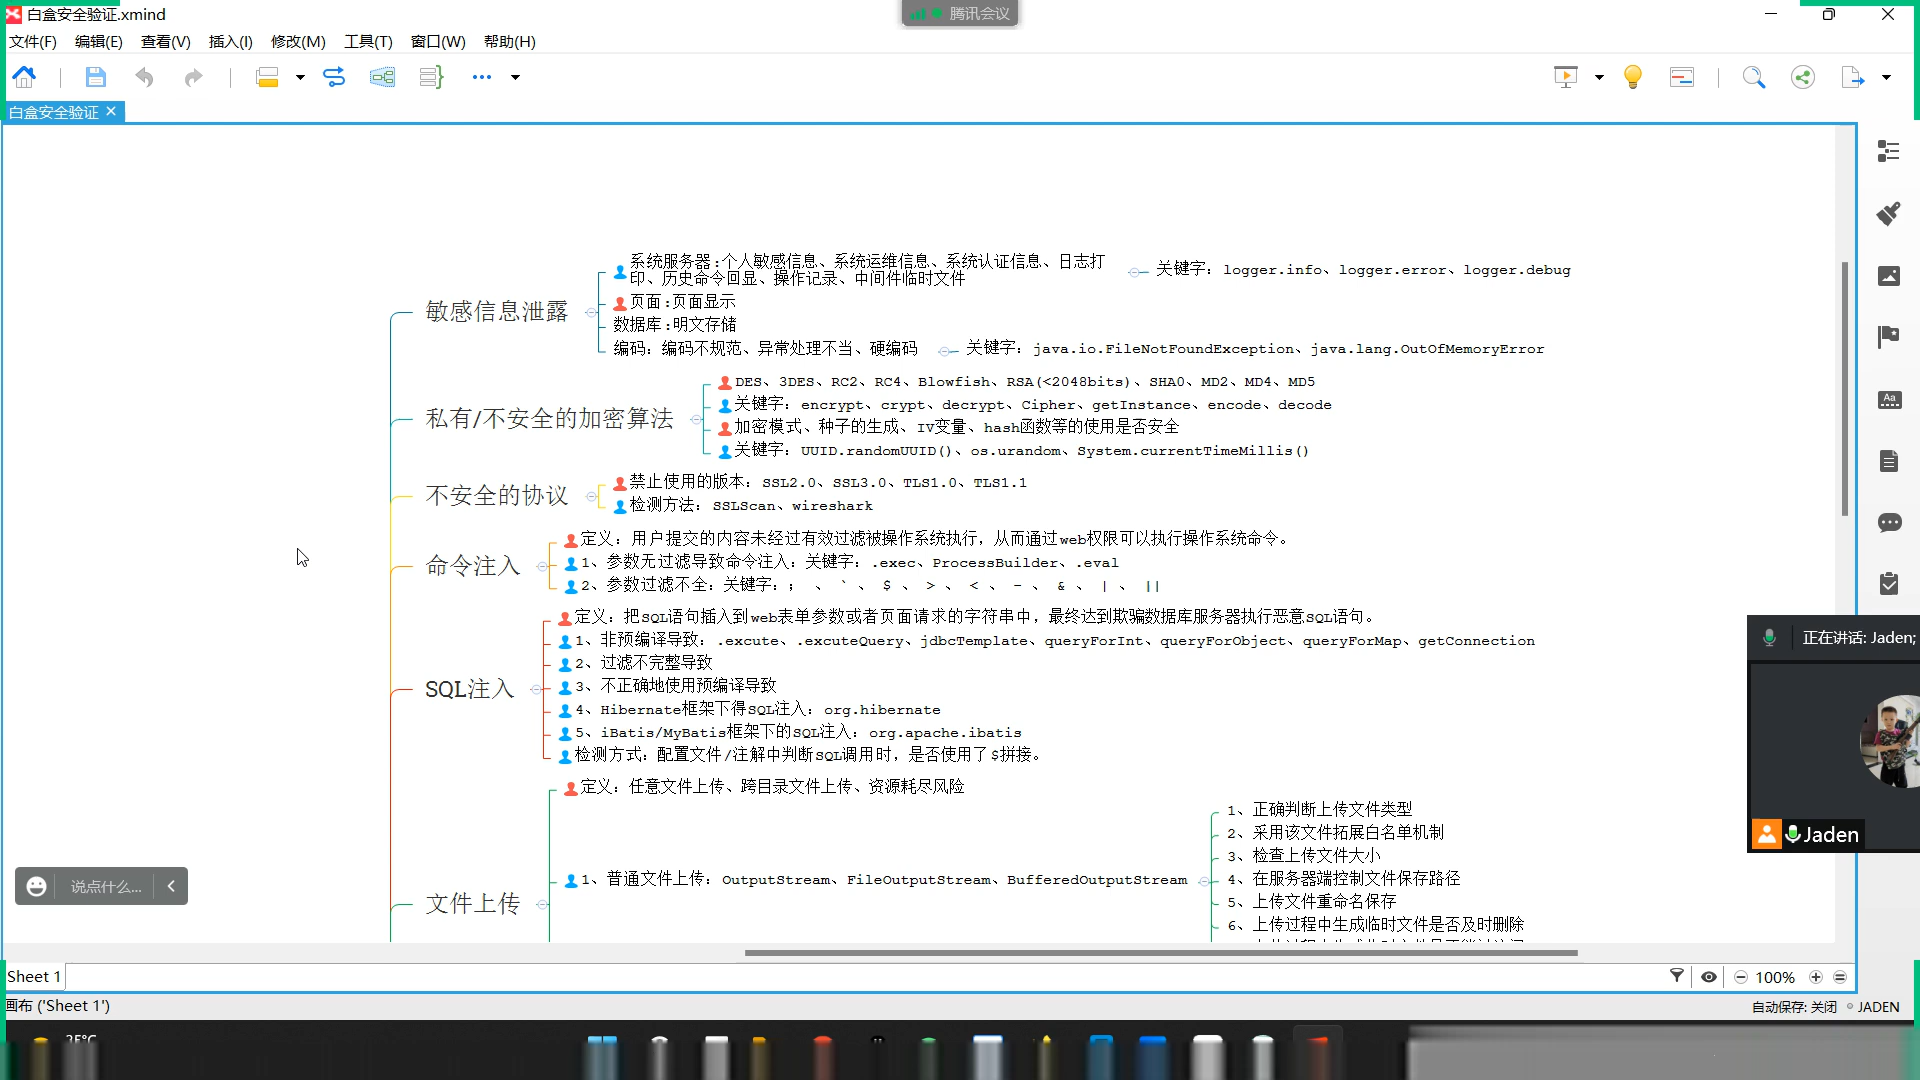 白盒安全验证.xmind
腾讯会议
文件(F) 编辑(E) 查看(V) 插入(I) 修改(M) 工具(T) 窗口(W) 帮助(H)
白盒安全验证
系统服务器:个人敏感信息、系统运维信息、系统认证信息、日志打
印、历史命令回显、操作记录、中间件临时文件
关键字: logger.info、logger.error、logger.debug
敏感信息泄露
页面:页面显示
数据库:明文存储
编码: 编码不规范、异常处理不当、硬编码
关键字: java.io.FileNotFoundException、java.lang.OutOfMemoryError
私有/不安全的加密算法
DES、3DES、RC2、RC4、Blowfish、RSA(<2048bits)、SHA0、MD2、MD4、MD5
关键字: encrypt、crypt、decrypt、Cipher、getInstance、encode、decode
加密模式、种子的生成、IV变量、hash函数等的使用是否安全
关键字: UUID.randomUUID()、os.urandom、System.currentTimeMillis()
不安全的协议
禁止使用的版本: SSL2.0、SSL3.0、TLS1.0、TLS1.1
检测方法: SSLScan、wireshark
命令注入
定义: 用户提交的内容未经过有效过滤被操作系统执行，从而通过web权限可以执行操作系统命令。
1、参数无过滤导致命令注入: 关键字: .exec、ProcessBuilder、.eval
2、参数过滤不全: 关键字: ; 、 ` 、 $ 、 > 、 < 、 - 、 & 、 | 、 ||
SQL注入
定义: 把SQL语句插入到web表单参数或者页面请求的字符串中，最终达到欺骗数据库服务器执行恶意SQL语句。
1、非预编译导致: .excute、.excuteQuery、jdbcTemplate、queryForInt、queryForObject、queryForMap、getConnection
2、过滤不完整导致
3、不正确地使用预编译导致
4、Hibernate框架下得SQL注入: org.hibernate
5、iBatis/MyBatis框架下的SQL注入: org.apache.ibatis
检测方式: 配置文件/注解中判断SQL调用时，是否使用了$拼接。
文件上传
定义: 任意文件上传、跨目录文件上传、资源耗尽风险
1、普通文件上传: OutputStream、FileOutputStream、BufferedOutputStream
1、正确判断上传文件类型
2、采用该文件拓展白名单机制
3、检查上传文件大小
4、在服务器端控制文件保存路径
5、上传文件重命名保存
6、上传过程中生成临时文件是否及时删除
正在讲话: Jaden;
Jaden
说点什么...
Sheet 1
100%
画布 ('Sheet 1')
自动保存: 关闭
JADEN